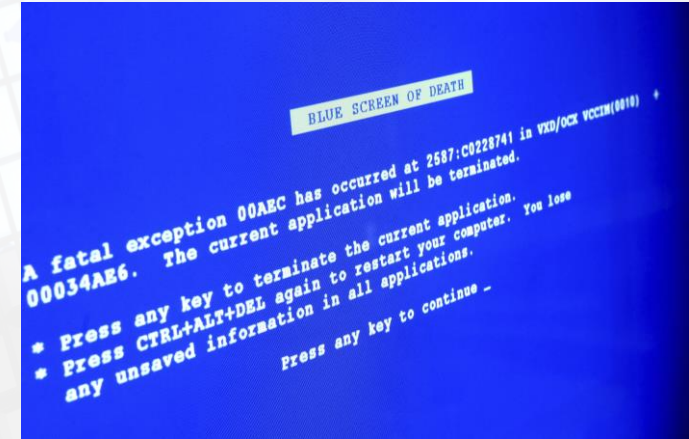 BLUE SCREEN OF DEATH
A fatal exception 00AEC has occurred at 2587:C0228741 in VXD/OCX VCCIM(0010) +
00034AE6. The current application will be terminated.
* Press any key to terminate the current application.
* Press CTRL+ALT+DEL again to restart your computer. You lose
any unsaved information in all applications.
Press any key to continue _